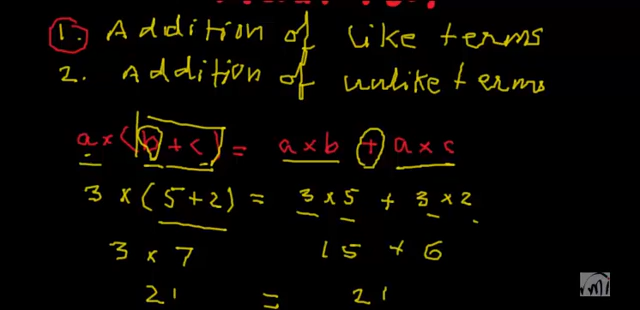 1. Addition of like terms
2. Addition of unlike terms
a × (b + c) = a × b + a × c
3 × (5 + 2) = 3 × 5 + 3 × 2
3 × 7 15 + 6
21 = 21